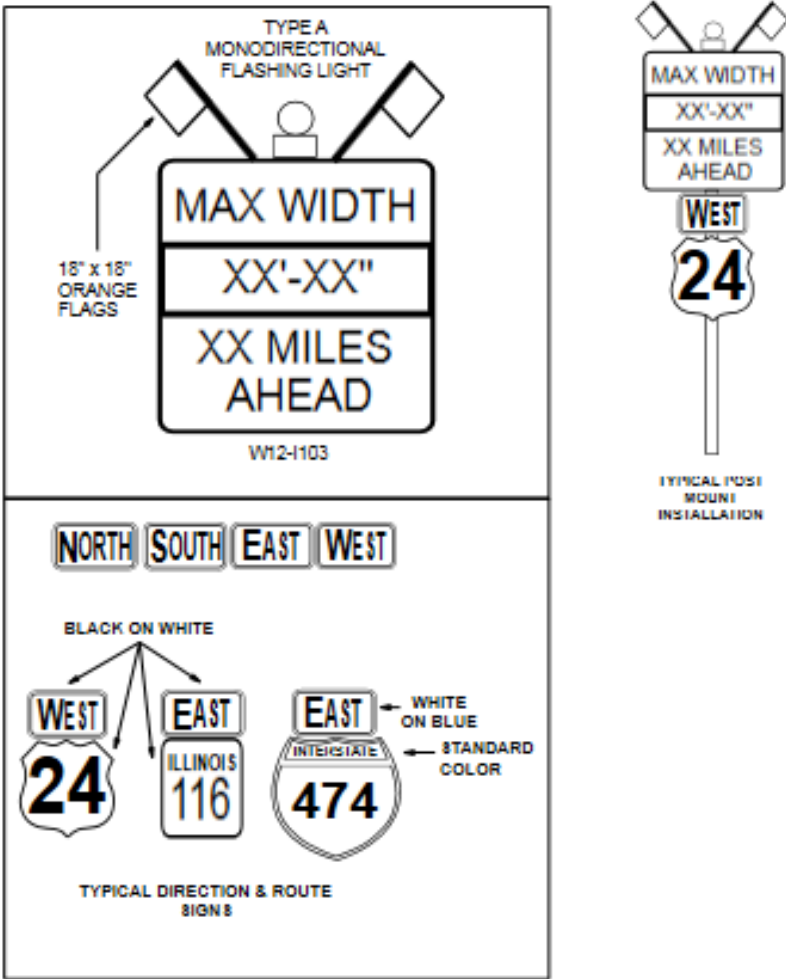 TYPE A
MONODIRECTIONAL
FLASHING LIGHT
18" x 18"
ORANGE
FLAGS
MAX WIDTH
XX'-XX"
XX MILES
AHEAD
W12-I103
MAX WIDTH
XX'-XX"
XX MILES
AHEAD
WEST
24
TYPICAL POST
MOUNT
INSTALLATION
NORTH SOUTH EAST WEST
BLACK ON WHITE
WEST
24
EAST
ILLINOIS
116
EAST
INTERSTATE
474
WHITE
ON BLUE
STANDARD
COLOR
TYPICAL DIRECTION & ROUTE
SIGNS